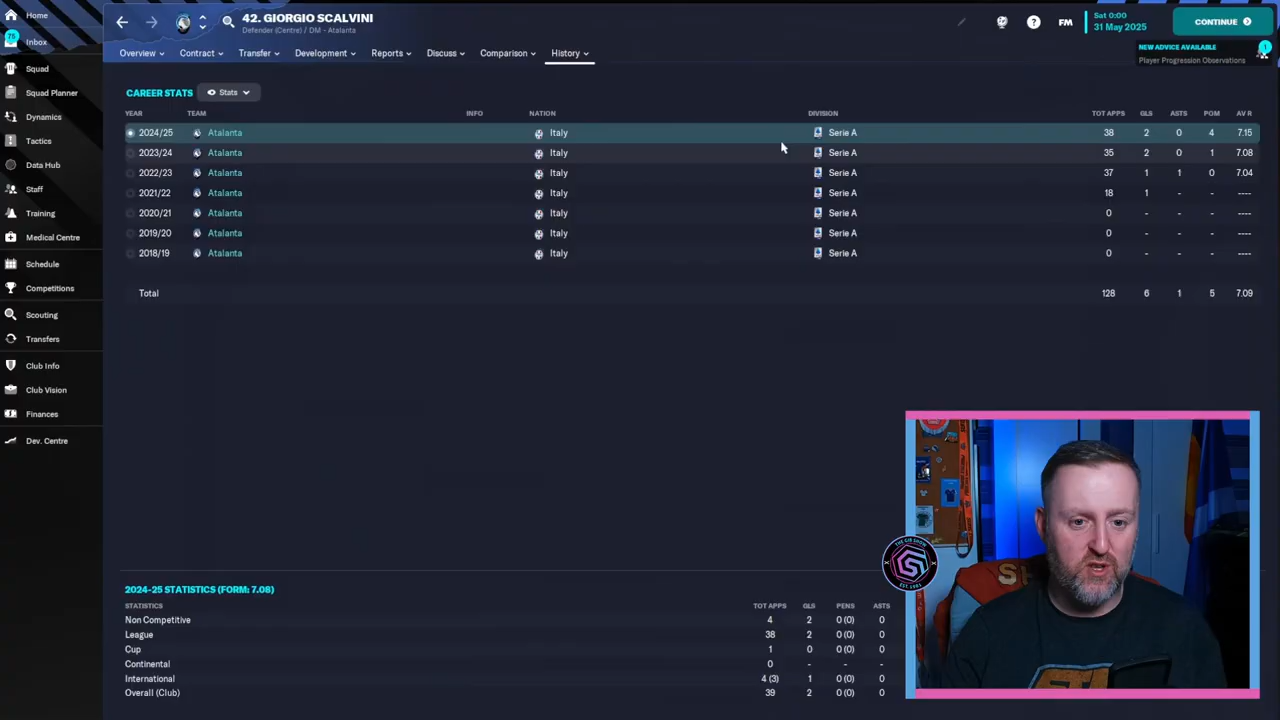 Home
75
Inbox
Squad
Squad Planner
Dynamics
Tactics
Data Hub
Staff
Training
Medical Centre
Schedule
Competitions
Scouting
Transfers
Club Info
Club Vision
Finances
Dev. Centre
42. GIORGIO SCALVINI
Defender (Centre) / DM - Atalanta
FM
Sat 0:00
31 May 2025
CONTINUE
Overview Contract Transfer Development Reports Discuss Comparison History
NEW ADVICE AVAILABLE
1
Player Progression Observations
CAREER STATS Stats
YEAR TEAM INFO NATION DIVISION TOT APPS GLS ASTS POM AV R
2024/25 Atalanta Italy Serie A 38 2 0 4 7.15
2023/24 Atalanta Italy Serie A 35 2 0 1 7.08
2022/23 Atalanta Italy Serie A 37 1 1 0 7.04
2021/22 Atalanta Italy Serie A 18 1 - - ----
2020/21 Atalanta Italy Serie A 0 - - - ----
2019/20 Atalanta Italy Serie A 0 - - - ----
2018/19 Atalanta Italy Serie A 0 - - - ----
Total 128 6 1 5 7.09
2024-25 STATISTICS (FORM: 7.08)
STATISTICS TOT APPS GLS PENS ASTS
Non Competitive 4 2 0 (0) 0
League 38 2 0 (0) 0
Cup 1 0 0 (0) 0
Continental 0 - - -
International 4 (3) 1 0 (0) 0
Overall (Club) 39 2 0 (0) 0
THE GIB SHOW